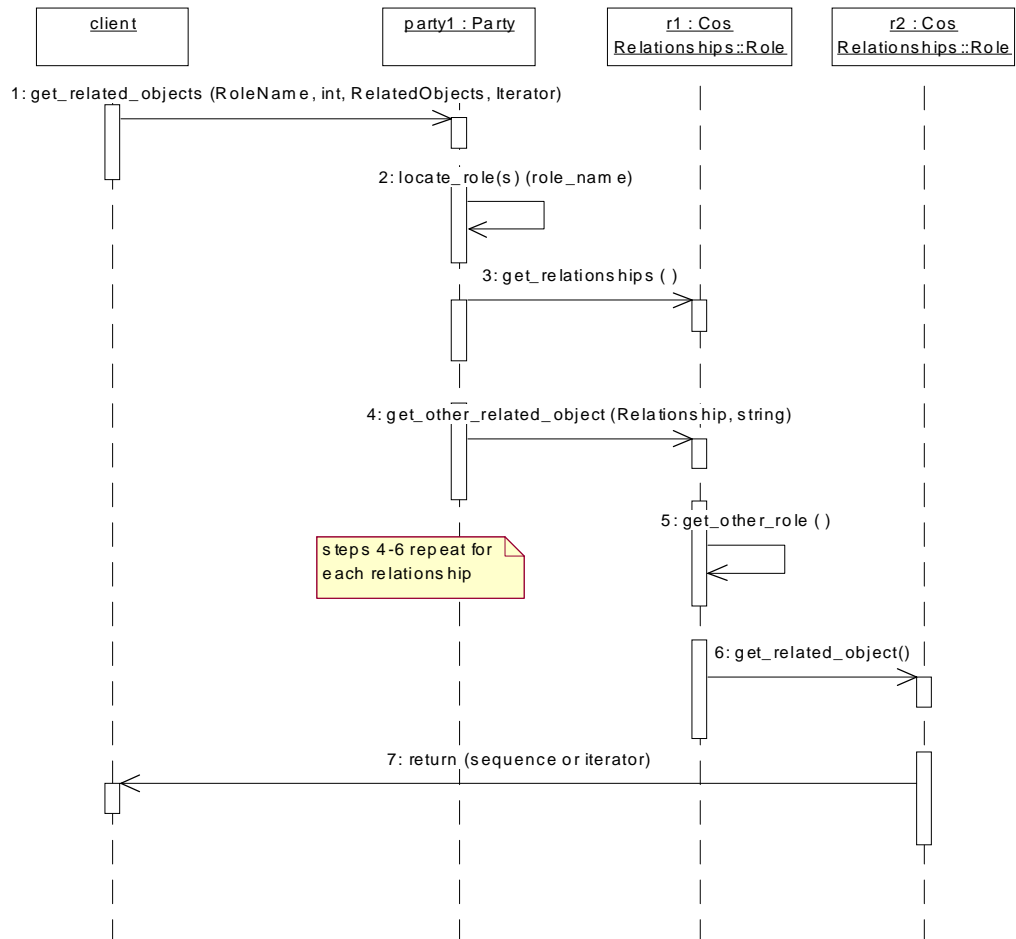 client
party1 : Party
r1 : Cos
Relationships::Role
r2 : Cos
Relationships::Role
1: get_related_objects (RoleName, int, RelatedObjects, Iterator)
2: locate_role(s) (role_name)
3: get_relationships ( )
4: get_other_related_object (Relationship, string)
5: get_other_role ( )
steps 4-6 repeat for
each relationship
6: get_related_object()
7: return (sequence or iterator)